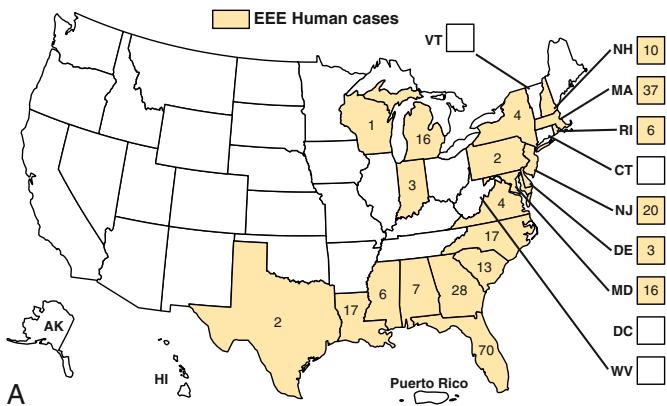 EEE Human cases
VT
NH 10
MA 37
RI 6
CT
NJ 20
DE 3
MD 16
DC
WV
1
16
4
2
3
4
17
13
6
7
28
17
2
70
AK
HI
Puerto Rico
A